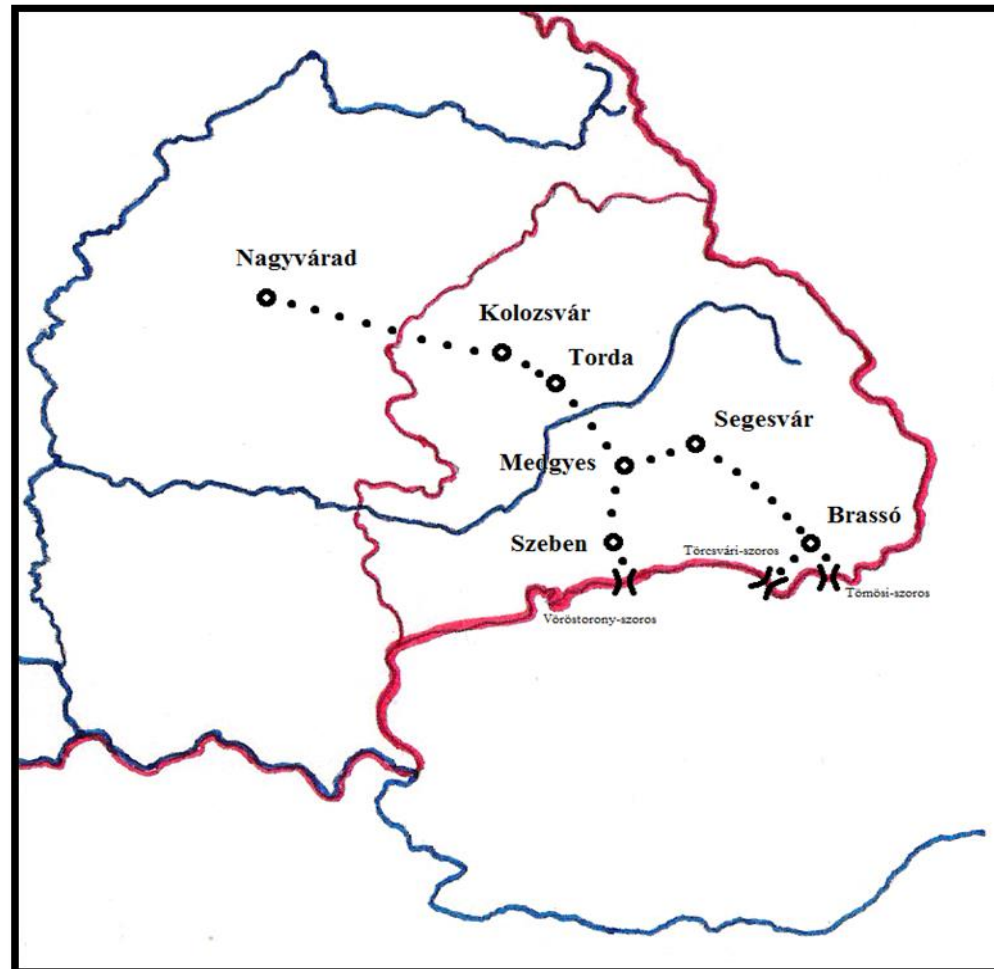 Nagyvárad
Kolozsvár
Torda
Segesvár
Medgyes
Brassó
Szeben
Törcsvári-szoros
Tömösi-szoros
Vöröstorony-szoros